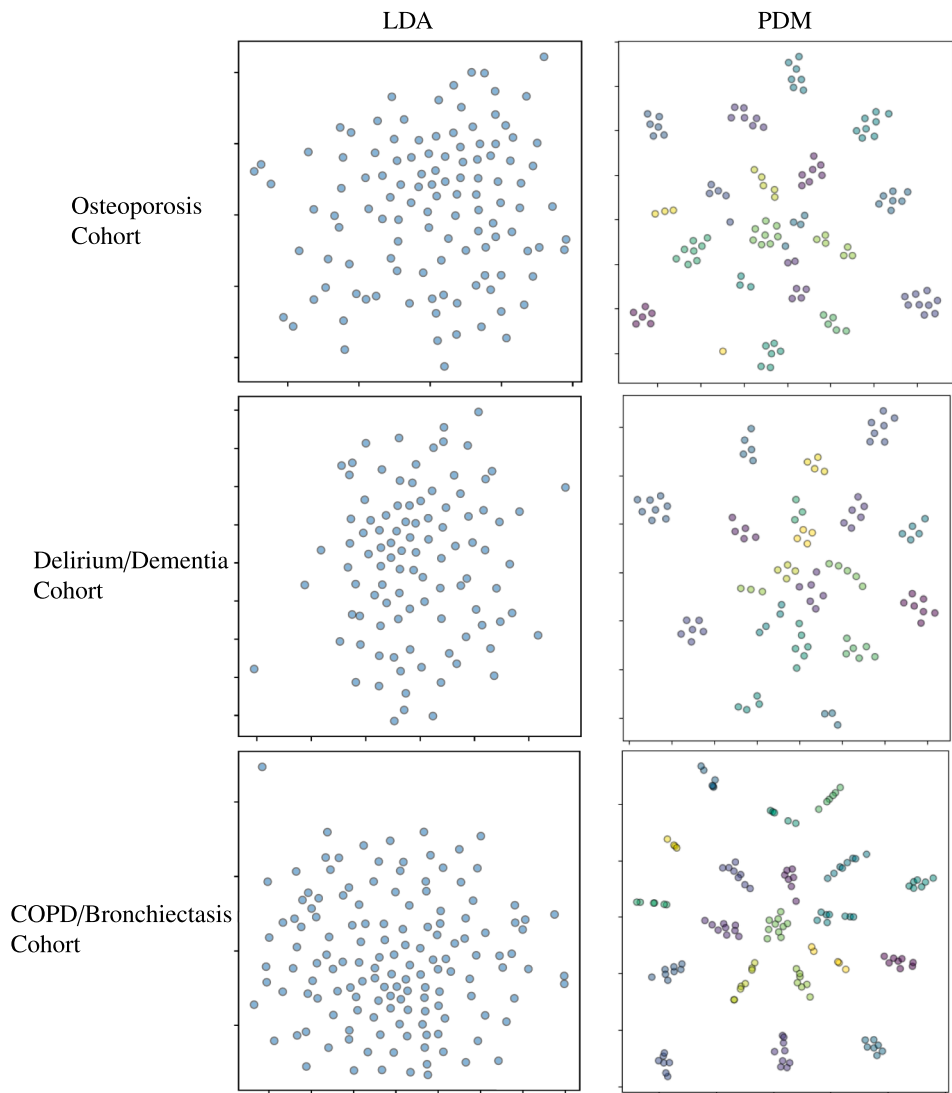 LDA
PDM
Osteoporosis
Cohort
Delirium/Dementia
Cohort
COPD/Bronchiectasis
Cohort